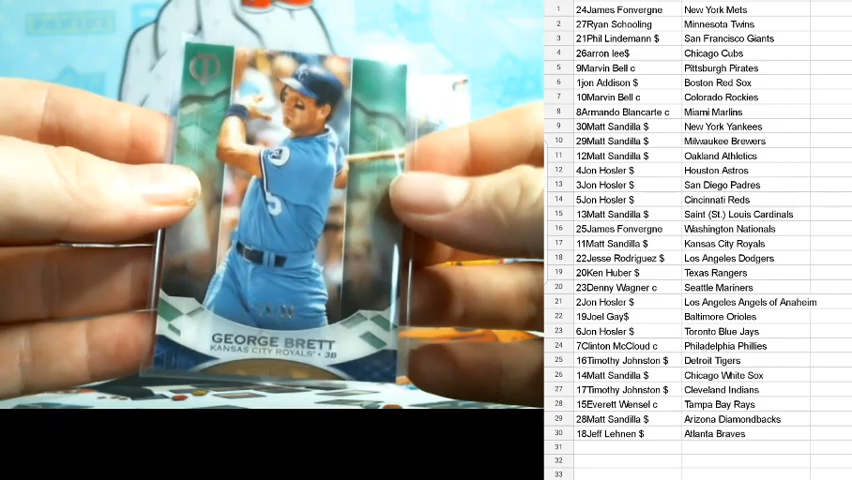 PANINI
GEORGE BRETT
KANSAS CITY ROYALS • 3B
5
1 24James Fonvergne New York Mets
2 27Ryan Schooling Minnesota Twins
3 21Phil Lindemann $ San Francisco Giants
4 26arron lee$ Chicago Cubs
5 9Marvin Bell c Pittsburgh Pirates
6 1jon Addison $ Boston Red Sox
7 10Marvin Bell c Colorado Rockies
8 8Armando Blancarte c Miami Marlins
9 30Matt Sandilla $ New York Yankees
10 29Matt Sandilla $ Milwaukee Brewers
11 12Matt Sandilla $ Oakland Athletics
12 4Jon Hosler $ Houston Astros
13 3Jon Hosler $ San Diego Padres
14 5Jon Hosler $ Cincinnati Reds
15 13Matt Sandilla $ Saint (St.) Louis Cardinals
16 25James Fonvergne Washington Nationals
17 11Matt Sandilla $ Kansas City Royals
18 22Jesse Rodriguez $ Los Angeles Dodgers
19 20Ken Huber $ Texas Rangers
20 23Denny Wagner c Seattle Mariners
21 2Jon Hosler $ Los Angeles Angels of Anaheim
22 19Joel Gay$ Baltimore Orioles
23 6Jon Hosler $ Toronto Blue Jays
24 7Clinton McCloud c Philadelphia Phillies
25 16Timothy Johnston $ Detroit Tigers
26 14Matt Sandilla $ Chicago White Sox
27 17Timothy Johnston $ Cleveland Indians
28 15Everett Wensel c Tampa Bay Rays
29 28Matt Sandilla $ Arizona Diamondbacks
30 18Jeff Lehnen $ Atlanta Braves
31
32
33